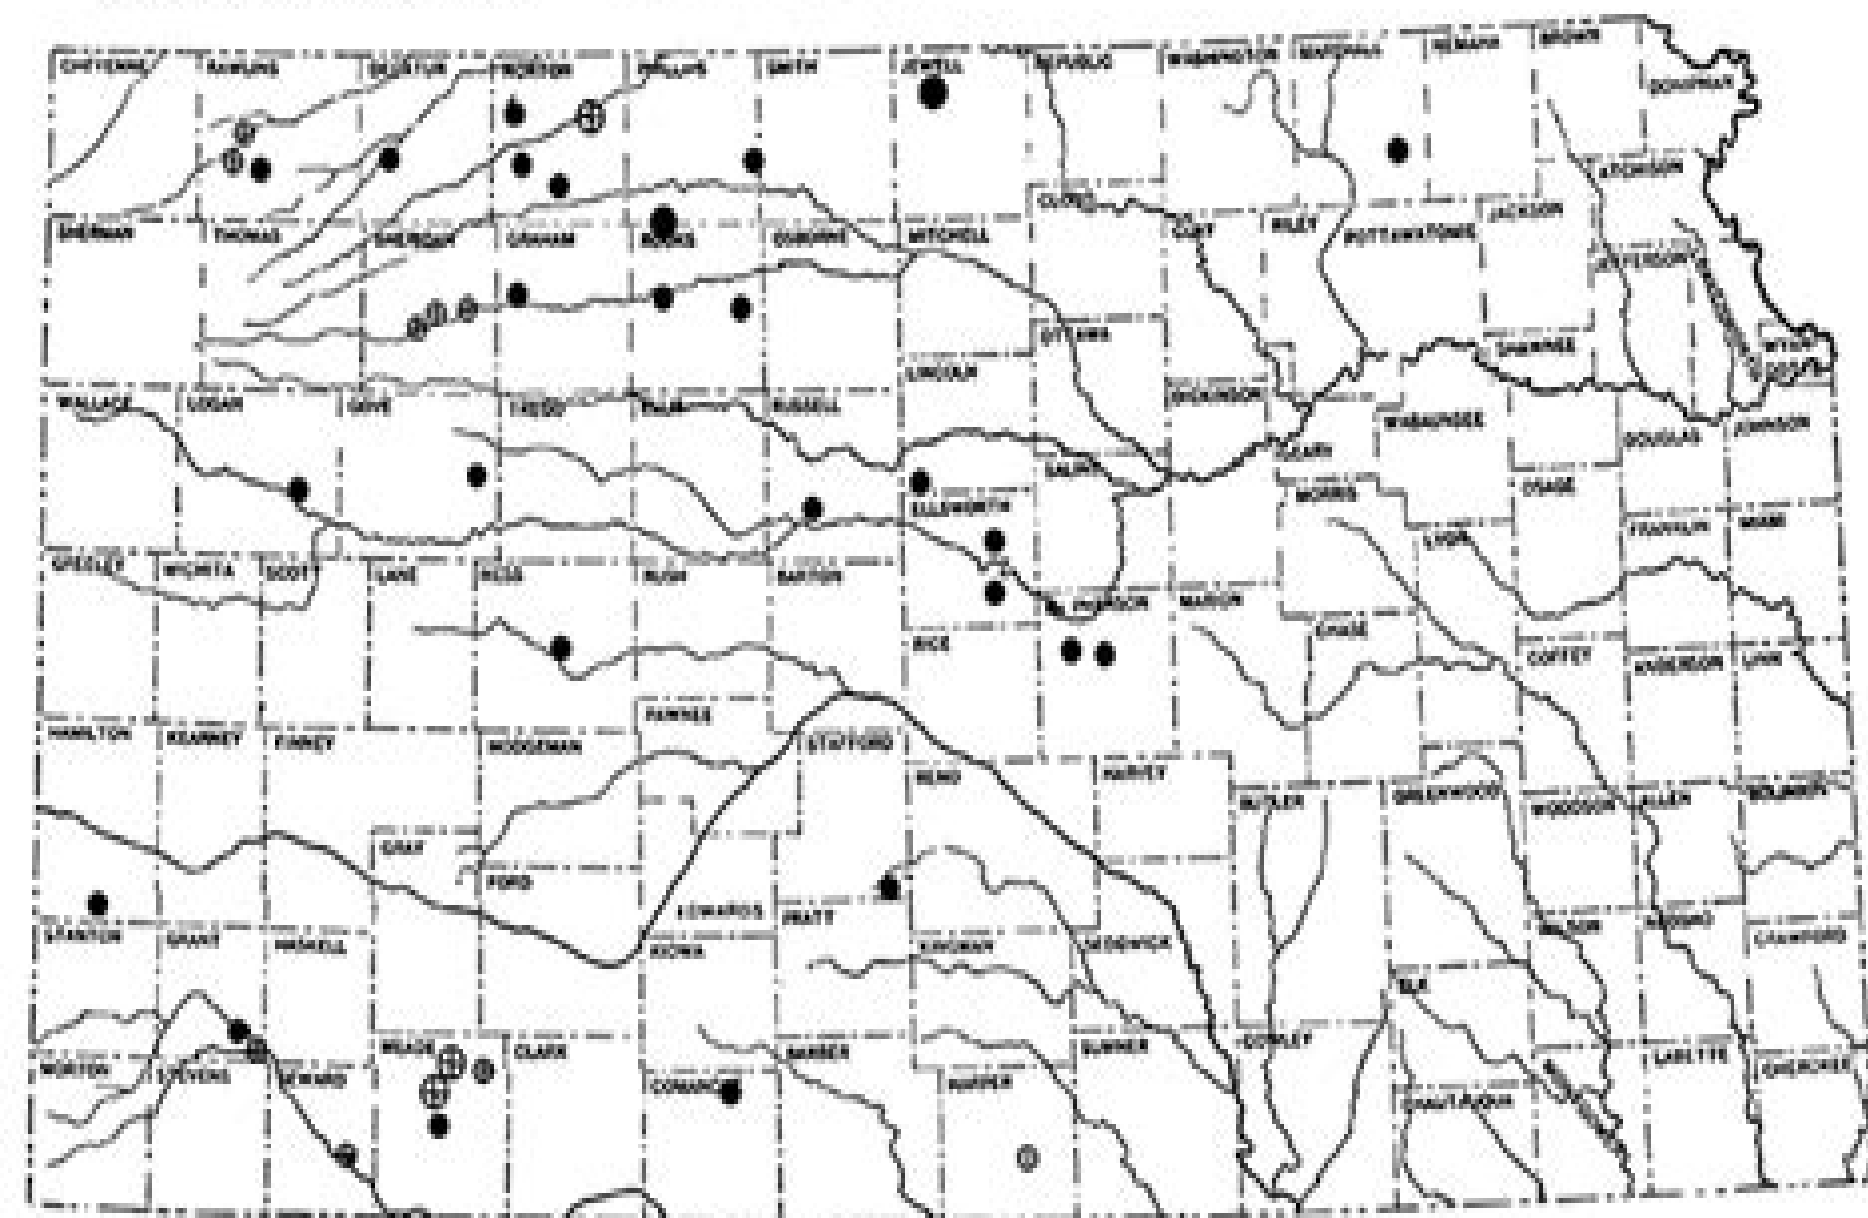 CHEYENNE RAWLINS DECATUR NORTON PHILLIPS SMITH JEWELL REPUBLIC WASHINGTON MARSHALL NEMAHA BROWN
DONIPHAN
ATCHISON
CLOUD
SHERMAN THOMAS SHERIDAN GRAHAM ROOKS OSBORNE MITCHELL CLAY RILEY POTTAWATOMIE JACKSON
JEFFERSON
OTTAWA SHAWNEE
LINCOLN
WALLACE LOGAN GOVE TREGO RUSSELL DICKINSON WABAUNSEE
GEARY DOUGLAS JOHNSON
SALINE
ELLSWORTH MORRIS OSAGE
LYON FRANKLIN MIAMI
GREELEY WICHITA SCOTT LANE NESS RUSH BARTON
MARION
RICE CHASE COFFEY ANDERSON LINN
HAMILTON KEARNEY FINNEY HODGEMAN PAWNEE STAFFORD
RENO HARVEY
BUTLER GREENWOOD WOODSON ALLEN BOURBON
GRAY
FORD
EDWARDS PRATT
STANTON GRANT HASKELL KIOWA KINGMAN SEDGWICK WILSON NEOSHO CRAWFORD
ELK
MORTON STEVENS SEWARD MEADE CLARK BARBER SUMNER COWLEY LABETTE CHEROKEE
HARPER CHAUTAUQUA